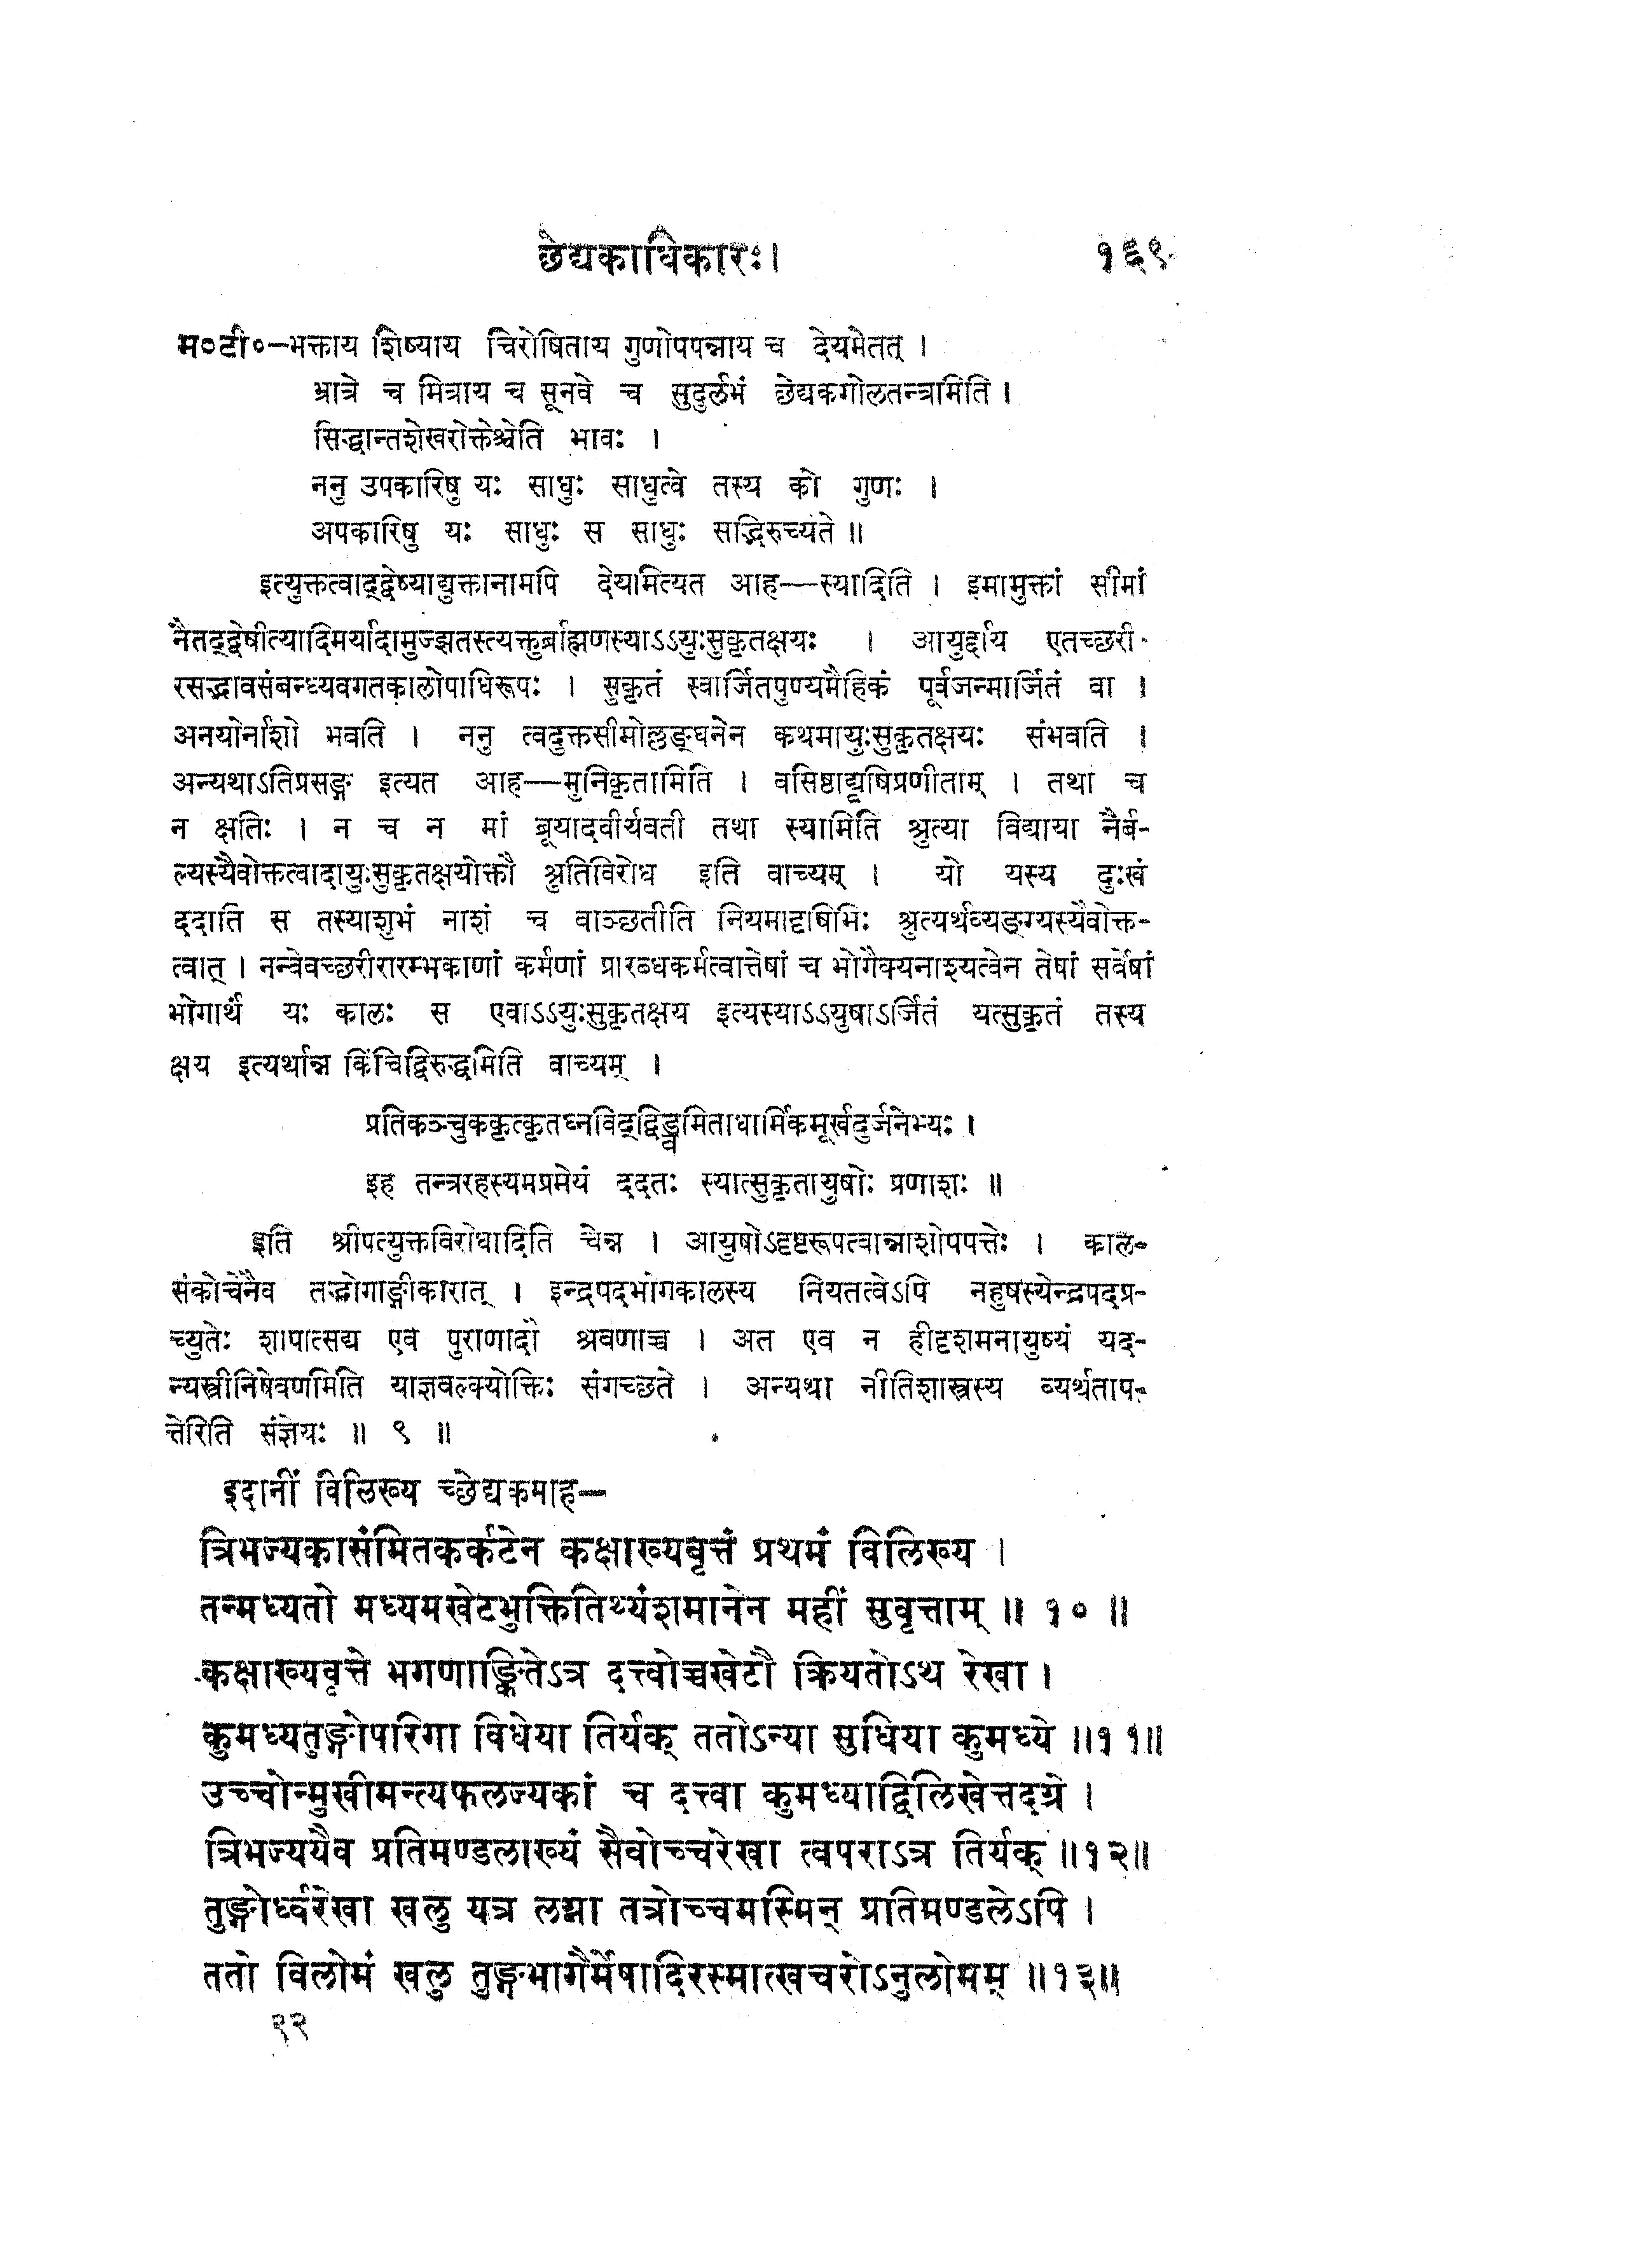 छेद्यकाधिकारः। १६९
म०टी०-भक्ताय शिष्याय चिरोषिताय गुणोपपन्नाय च देयमेतत् ।
भ्रात्रे च मित्राय च सूनवे च सुदुर्लभं छेद्यकगोलतन्त्रामिति ।
सिद्धान्तशेखरोक्तेश्चेति भावः ।
ननु उपकारिषु यः साधुः साधुत्वे तस्य को गुणः ।
अपकारिषु यः साधुः स साधुः सद्भिरुच्यते ॥
इत्युक्तत्वाद्द्वेष्याद्युक्तानामपि देयमित्यत आह—स्यादिति । इमामुक्तां सीमां
नैतद्द्वेषीत्यादिमर्यादामुज्झतस्त्यक्तुर्ब्राह्मणस्याऽऽयुःसुकृतक्षयः । आयुर्दाय एतच्छरी-
रसद्भावसंबन्ध्यवगतकालोपाधिरूपः । सुकृतं स्वार्जितपुण्यमैहिकं पूर्वजन्मार्जितं वा ।
अनयोर्नाशो भवति । ननु त्वदुक्तसीमोल्लङ्घनेन कथमायुःसुकृतक्षयः संभवति ।
अन्यथाऽतिप्रसङ्ग इत्यत आह—मुनिकृतामिति । वसिष्ठाद्यृषिप्रणीताम् । तथा च
न क्षतिः । न च न मां ब्रूयादवीर्यवती तथा स्यामिति श्रुत्या विद्याया नैर्ब-
ल्यस्यैवोक्तत्वादायुःसुकृतक्षयोक्तौ श्रुतिविरोध इति वाच्यम् । यो यस्य दुःखं
ददाति स तस्याशुभं नाशं च वाञ्छतीति नियमादृषिभिः श्रुत्यर्थव्यङ्ग्यस्यैवोक्त-
त्वात् । नन्वेवच्छरीरारम्भकाणां कर्मणां प्रारब्धकर्मत्वात्तेषां च भोगैक्यनाश्यत्वेन तेषां सर्वेषां
भोगार्थं यः कालः स एवाऽऽयुःसुकृतक्षय इत्यस्याऽऽयुषाऽर्जितं यत्सुकृतं तस्य
क्षय इत्यर्थान्न किंचिद्विरुद्धमिति वाच्यम् ।
प्रतिकञ्चुककृत्कृतघ्नविद्द्विड्भ्रमिताधार्मिकमूर्खदुर्जनेभ्यः ।
इह तन्त्ररहस्यमप्रमेयं ददतः स्यात्सुकृतायुषोः प्रणाशः ॥
इति श्रीपत्युक्तविरोधादिति चेन्न । आयुषोऽदृष्टरूपत्वान्नाशोपपत्तेः । काल-
संकोचेनैव तद्भोगाङ्गीकारात् । इन्द्रपदभोगकालस्य नियतत्वेऽपि नहुषस्येन्द्रपदप्र-
च्युतेः शापात्सद्य एव पुराणादौ श्रवणाच्च । अत एव न हीदृशमनायुष्यं यद-
न्यस्त्रीनिषेवणमिति याज्ञवल्क्योक्तिः संगच्छते । अन्यथा नीतिशास्त्रस्य व्यर्थताप-
त्तेरिति संज्ञेयः ॥ ९ ॥
इदानीं विलिख्य च्छेद्यकमाह—
त्रिभज्यकासंमितकर्कटेन कक्षाख्यवृत्तं प्रथमं विलिख्य ।
तन्मध्यतो मध्यमखेटभुक्तितिथ्यंशमानेन महीं सुवृत्ताम् ॥ १० ॥
कक्षाख्यवृत्ते भगणाङ्कितेऽत्र दत्त्वोच्चखेटौ क्रियतोऽथ रेखा ।
कुमध्यतुङ्गोपरिगा विधेया तिर्यक् ततोऽन्या सुधिया कुमध्ये ॥११॥
उच्चोन्मुखीमन्त्यफलज्यकां च दत्त्वा कुमध्याद्विलिखेत्तदग्रे ।
त्रिभज्ययैव प्रतिमण्डलाख्यं सैवोच्चरेखा त्वपराऽत्र तिर्यक् ॥१२॥
तुङ्गोर्ध्वरेखा खलु यत्र लग्ना तत्रोच्चमस्मिन् प्रतिमण्डलेऽपि ।
ततो विलोमं खलु तुङ्गभागैर्मेषादिरस्मात्खचरोऽनुलोमम् ॥१३॥
२२